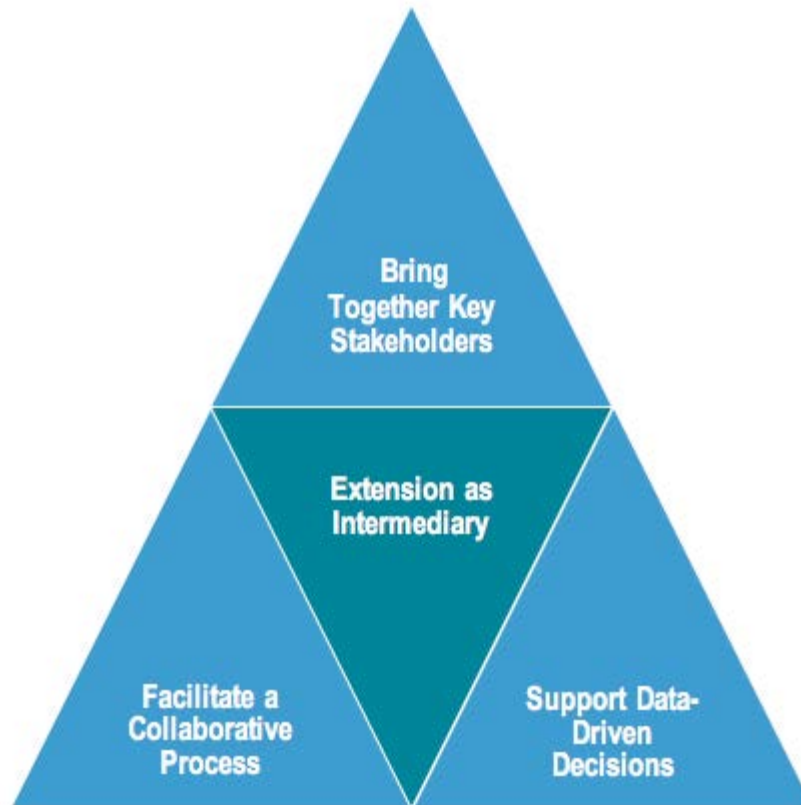 Bring
Together Key
Stakeholders
Extension as
Intermediary
Facilitate a
Collaborative
Process
Support Data-
Driven
Decisions